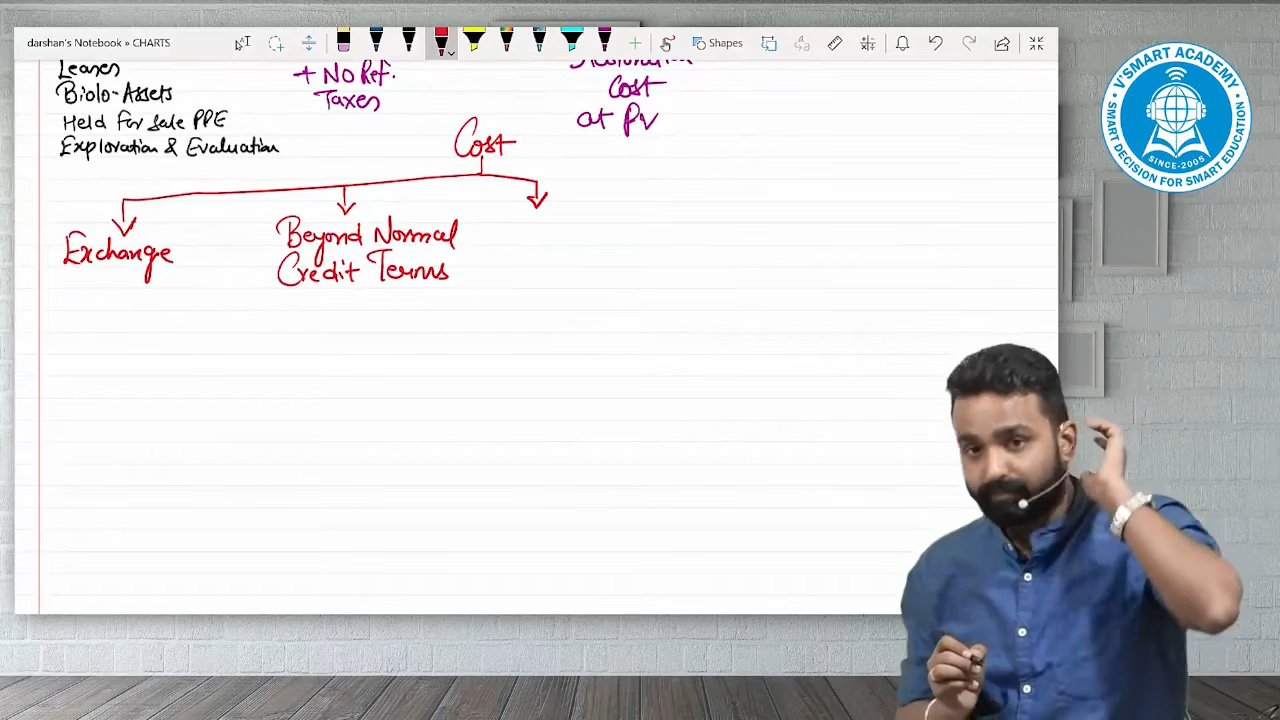 darshan's Notebook » CHARTS
Shapes
Leases
Biolo-Assets
Held for Sale PPE
Exploration & Evaluation
+ No Ref.
Taxes
Cost
at PV
Cost
Exchange
Beyond Normal
Credit Terms
V'SMART ACADEMY
SINCE-2005
SMART DECISION FOR SMART EDUCATION